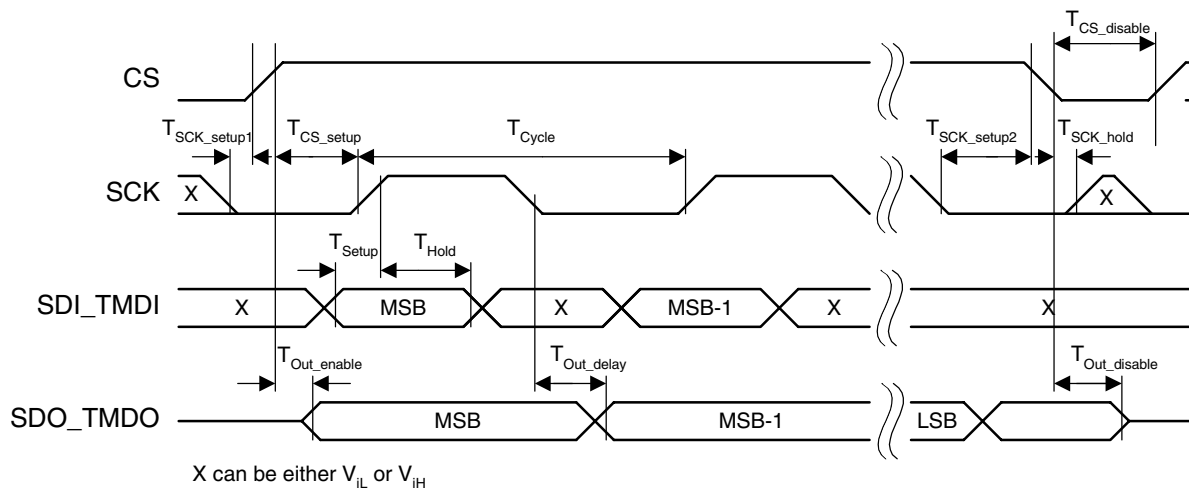 T_CS_disable
CS
T_SCK_setup1 T_CS_setup T_Cycle T_SCK_setup2 T_SCK_hold
SCK X X
T_Setup T_Hold
SDI_TMDI X MSB X MSB-1 X X
T_Out_enable T_Out_delay T_Out_disable
SDO_TMDO MSB MSB-1 LSB
X can be either V_iL or V_iH